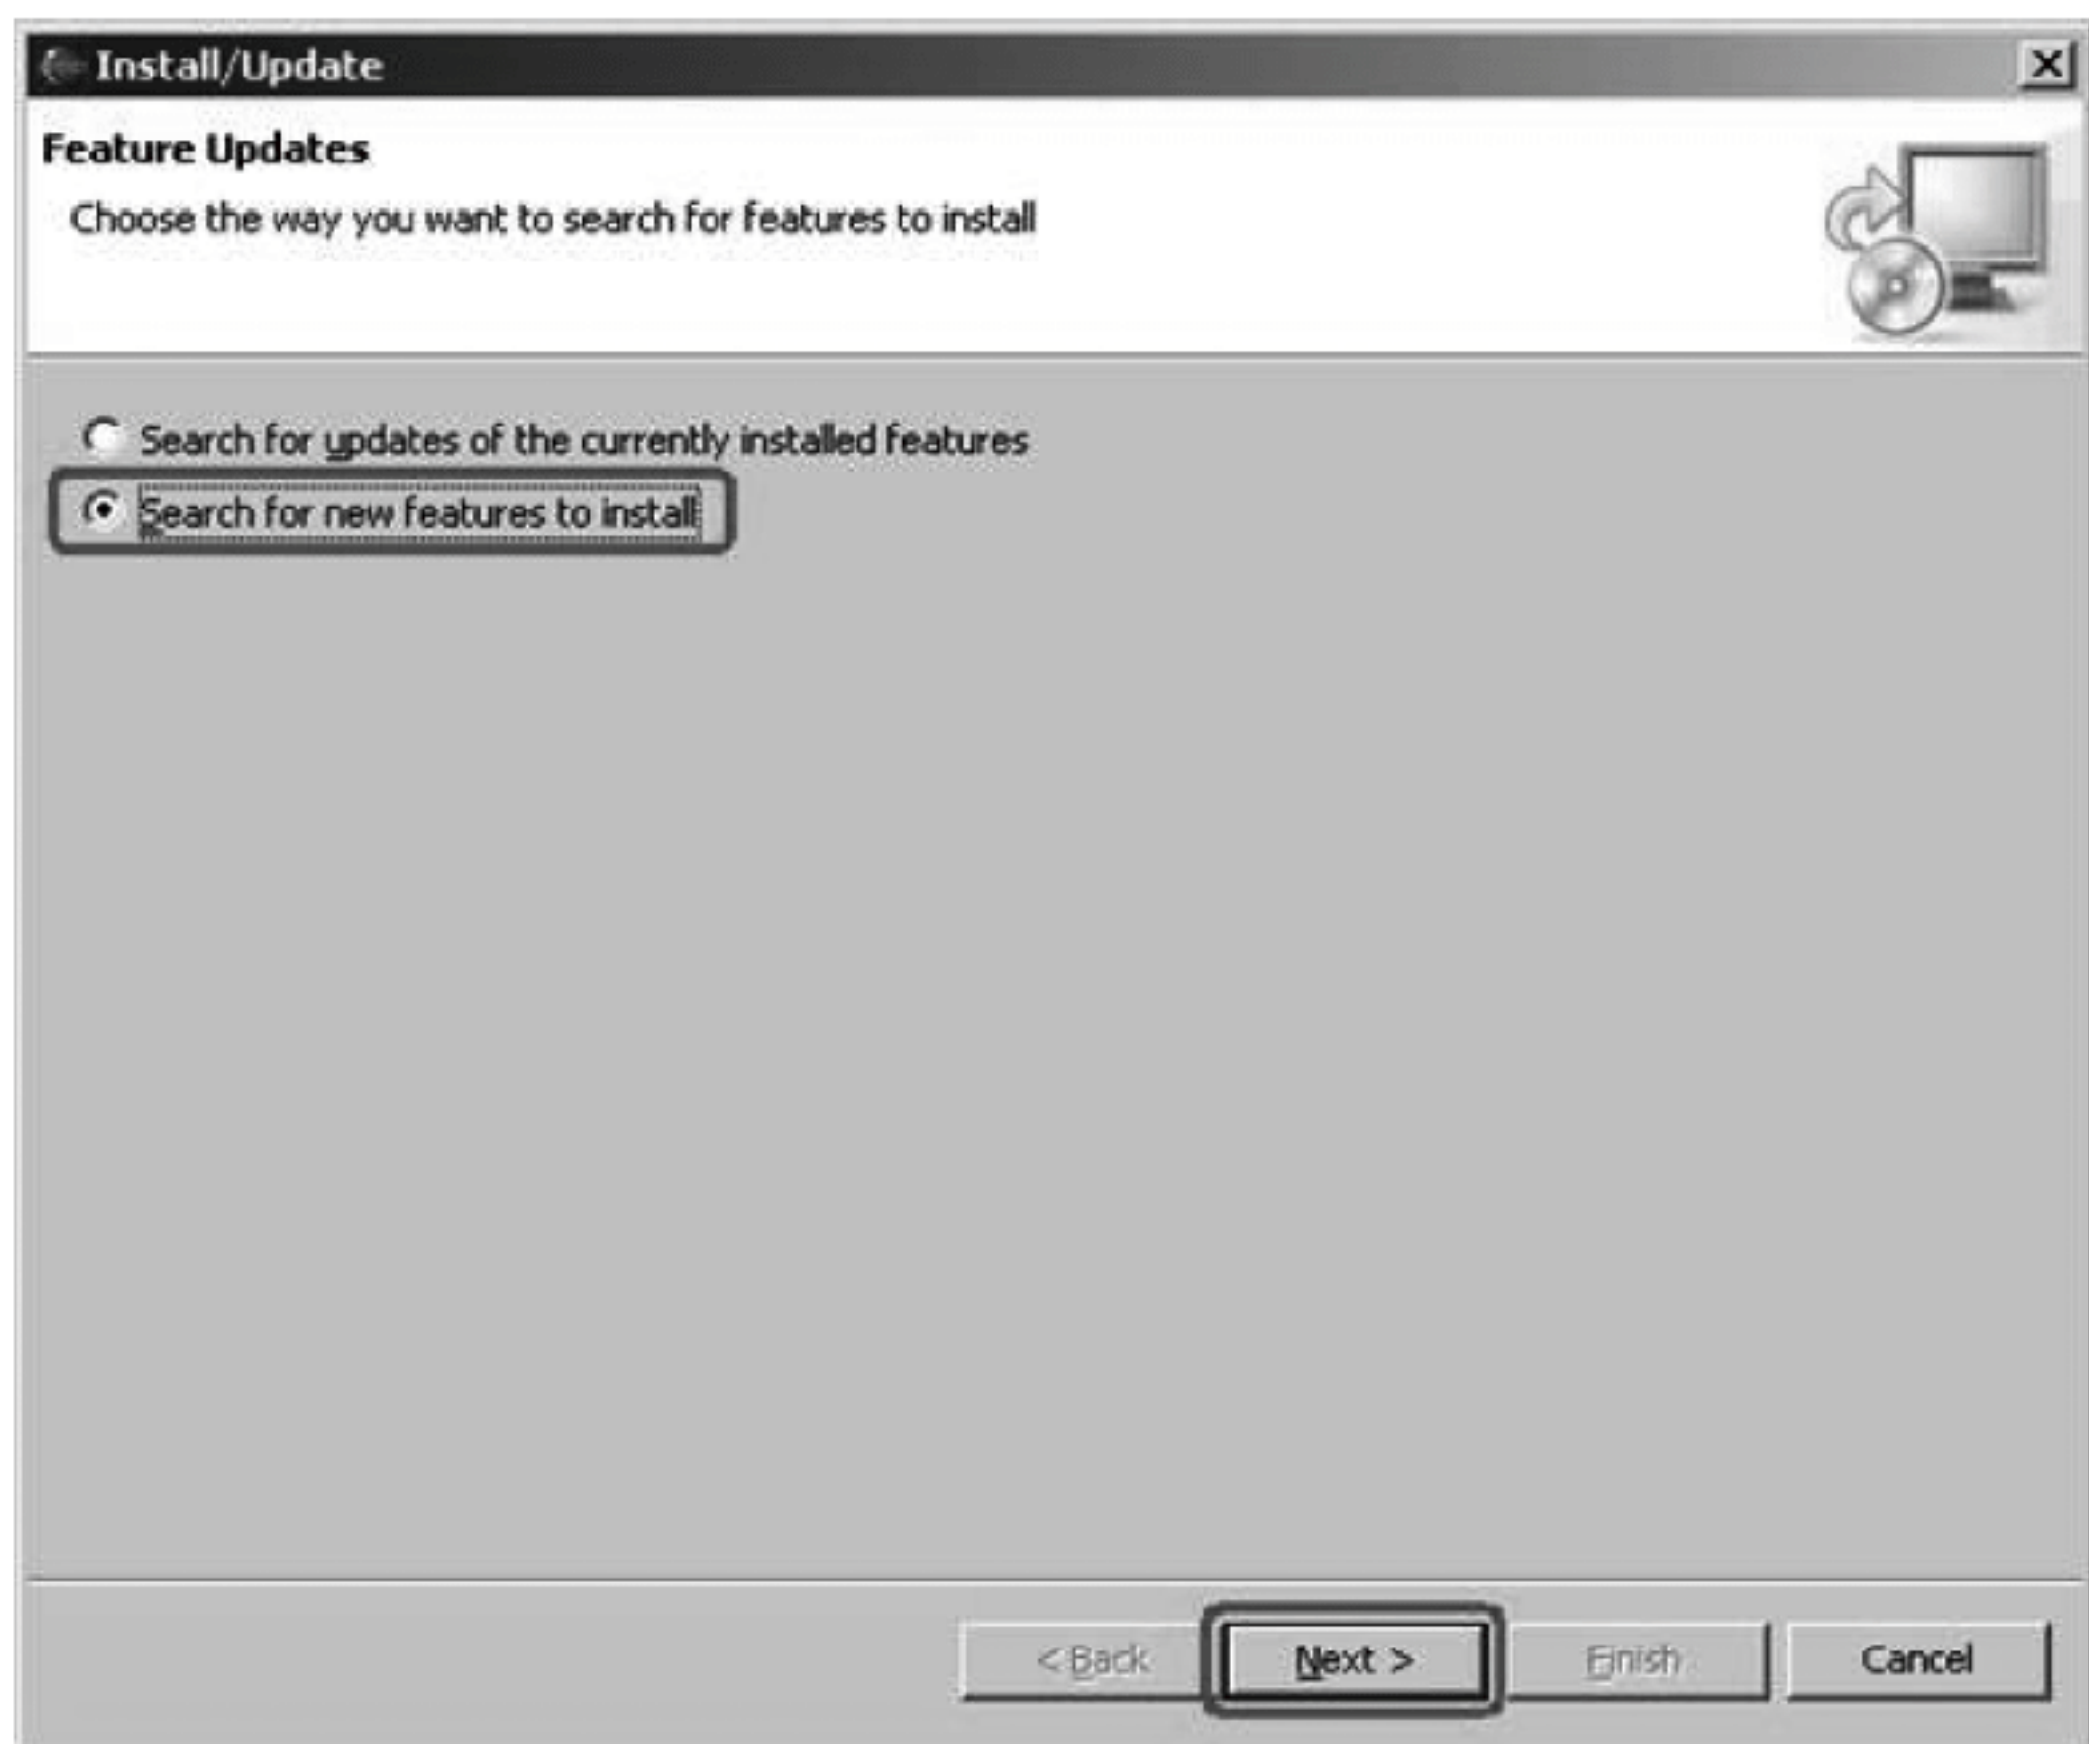 Install/Update
Feature Updates
Choose the way you want to search for features to install
Search for updates of the currently installed features
Search for new features to install
< Back Next > Finish Cancel